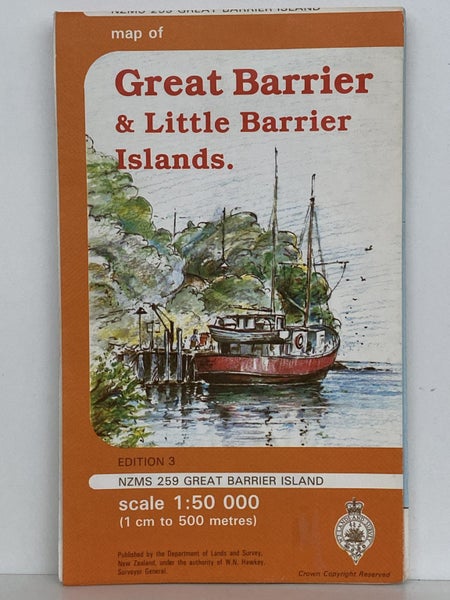 NZMS 259 GREAT BARRIER ISLAND
map of
Great Barrier
& Little Barrier
Islands.
EDITION 3
NZMS 259 GREAT BARRIER ISLAND
scale 1:50 000
(1 cm to 500 metres)
Published by the Department of Lands and Survey,
New Zealand, under the authority of W.N. Hawkey,
Surveyor General.
Crown Copyright Reserved